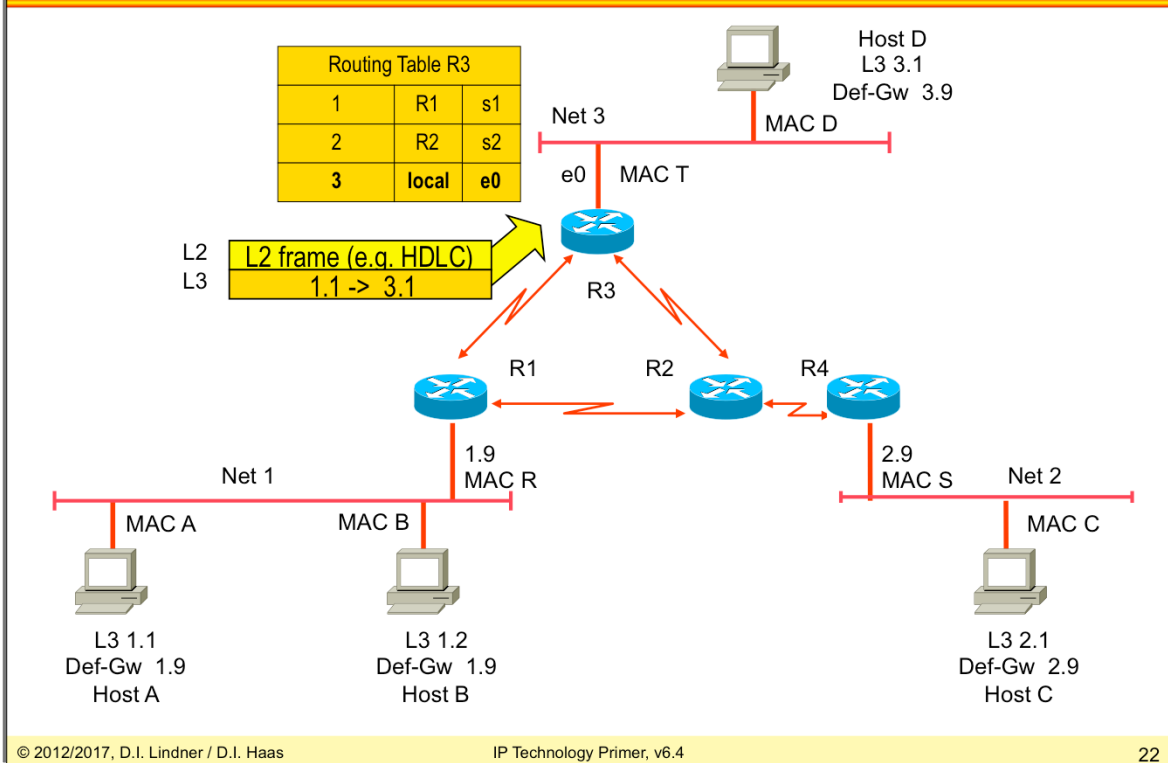 Routing Table R3
1 R1 s1
2 R2 s2
3 local e0
Host D
L3 3.1
Def-Gw 3.9
Net 3
MAC D
e0
MAC T
L2
L2 frame (e.g. HDLC)
L3
1.1 -> 3.1
R3
R1
R2
R4
1.9
MAC R
Net 1
2.9
MAC S
Net 2
MAC A
MAC B
MAC C
L3 1.1
Def-Gw 1.9
Host A
L3 1.2
Def-Gw 1.9
Host B
L3 2.1
Def-Gw 2.9
Host C
© 2012/2017, D.I. Lindner / D.I. Haas
IP Technology Primer, v6.4
22